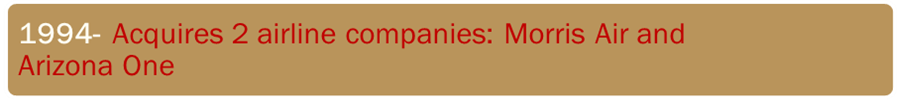 1994- Acquires 2 airline companies: Morris Air and
Arizona One